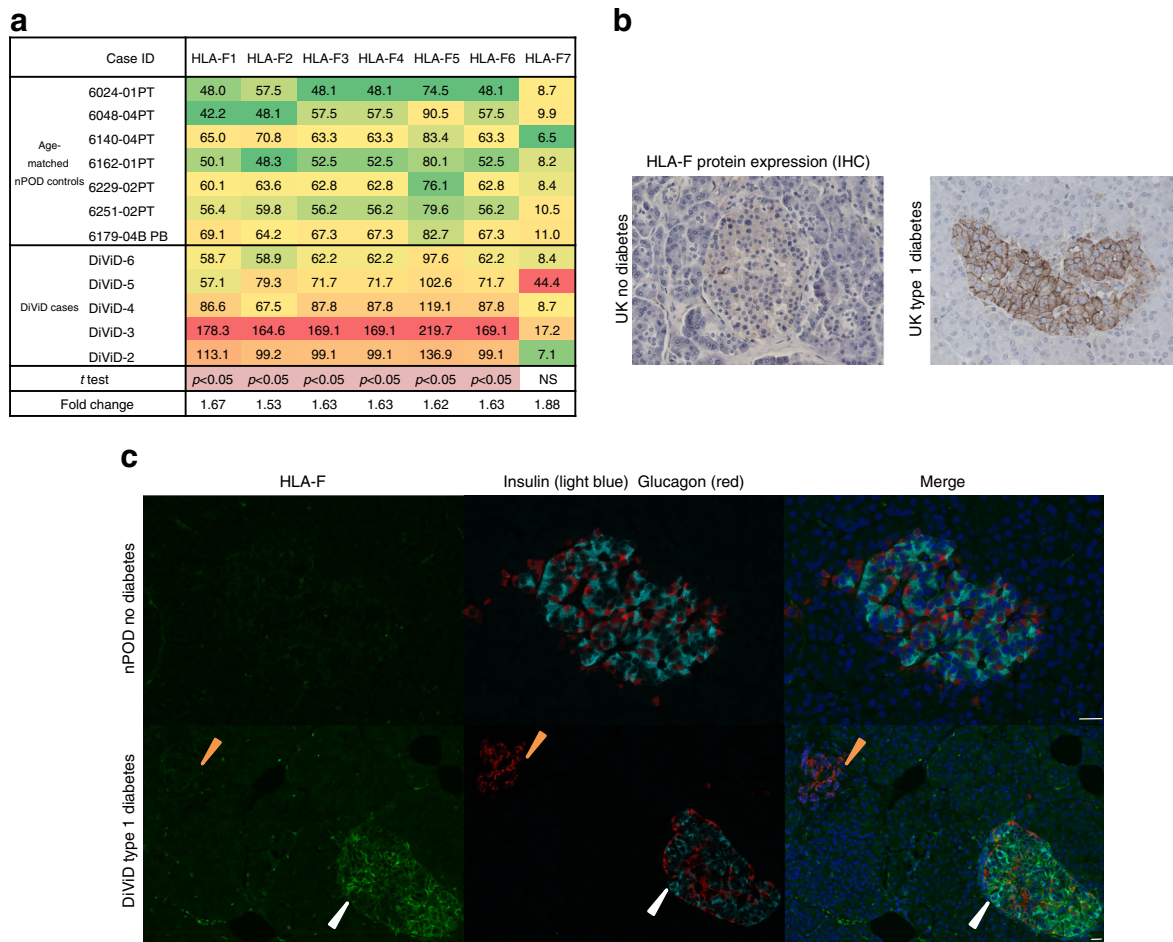 a
Case ID HLA-F1 HLA-F2 HLA-F3 HLA-F4 HLA-F5 HLA-F6 HLA-F7
Age-
matched
nPOD controls
6024-01PT 48.0 57.5 48.1 48.1 74.5 48.1 8.7
6048-04PT 42.2 48.1 57.5 57.5 90.5 57.5 9.9
6140-04PT 65.0 70.8 63.3 63.3 83.4 63.3 6.5
6162-01PT 50.1 48.3 52.5 52.5 80.1 52.5 8.2
6229-02PT 60.1 63.6 62.8 62.8 76.1 62.8 8.4
6251-02PT 56.4 59.8 56.2 56.2 79.6 56.2 10.5
6179-04B PB 69.1 64.2 67.3 67.3 82.7 67.3 11.0
DiViD cases
DiViD-6 58.7 58.9 62.2 62.2 97.6 62.2 8.4
DiViD-5 57.1 79.3 71.7 71.7 102.6 71.7 44.4
DiViD-4 86.6 67.5 87.8 87.8 119.1 87.8 8.7
DiViD-3 178.3 164.6 169.1 169.1 219.7 169.1 17.2
DiViD-2 113.1 99.2 99.1 99.1 136.9 99.1 7.1
t test p<0.05 p<0.05 p<0.05 p<0.05 p<0.05 p<0.05 NS
Fold change 1.67 1.53 1.63 1.63 1.62 1.63 1.88
b
HLA-F protein expression (IHC)
UK no diabetes
UK type 1 diabetes
c
HLA-F
Insulin (light blue) Glucagon (red)
Merge
nPOD no diabetes
DiViD type 1 diabetes